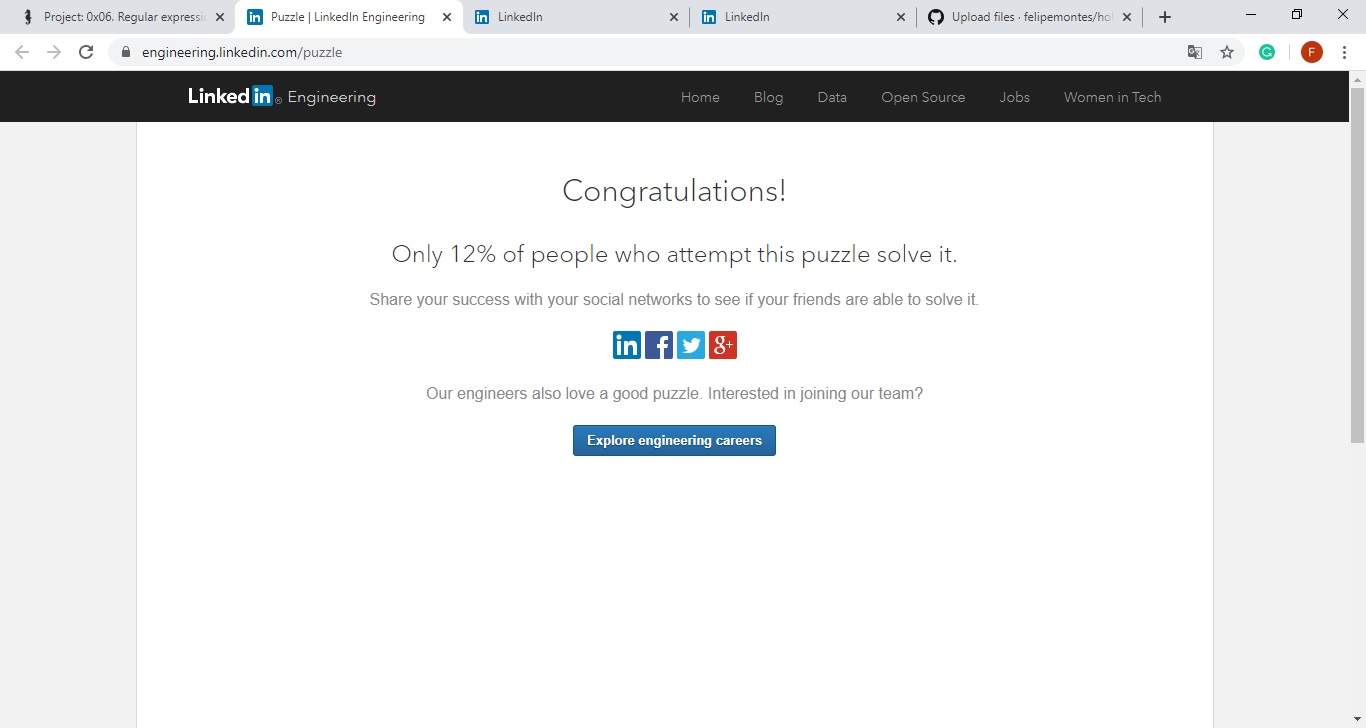 Project: 0x06. Regular expressi
Puzzle | LinkedIn Engineering
LinkedIn
LinkedIn
Upload files · felipemontes/hol
engineering.linkedin.com/puzzle
F
Linked in ® Engineering
Home
Blog
Data
Open Source
Jobs
Women in Tech
Congratulations!
Only 12% of people who attempt this puzzle solve it.
Share your success with your social networks to see if your friends are able to solve it.
in f g+
Our engineers also love a good puzzle. Interested in joining our team?
Explore engineering careers